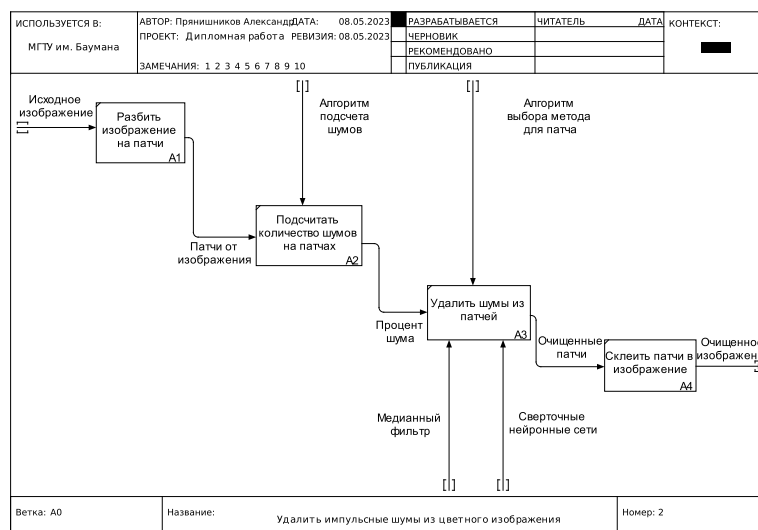 ИСПОЛЬЗУЕТСЯ В:
МГТУ им. Баумана
АВТОР: Прянишников Александр ДАТА: 08.05.2023
ПРОЕКТ: Дипломная работа РЕВИЗИЯ: 08.05.2023
ЗАМЕЧАНИЯ: 1 2 3 4 5 6 7 8 9 10
РАЗРАБАТЫВАЕТСЯ
ЧЕРНОВИК
РЕКОМЕНДОВАНО
ПУБЛИКАЦИЯ
ЧИТАТЕЛЬ ДАТА
КОНТЕКСТ:
Исходное
изображение
Разбить
изображение
на патчи
A1
Алгоритм
подсчета
шумов
Алгоритм
выбора метода
для патча
Патчи от
изображения
Подсчитать
количество шумов
на патчах
A2
Процент
шума
Удалить шумы из
патчей
A3
Очищенные
патчи
Склеить патчи в
изображение
A4
Очищенное
изображен
Медианный
фильтр
Сверточные
нейронные сети
Ветка: A0
Название:
Удалить импульсные шумы из цветного изображения
Номер: 2